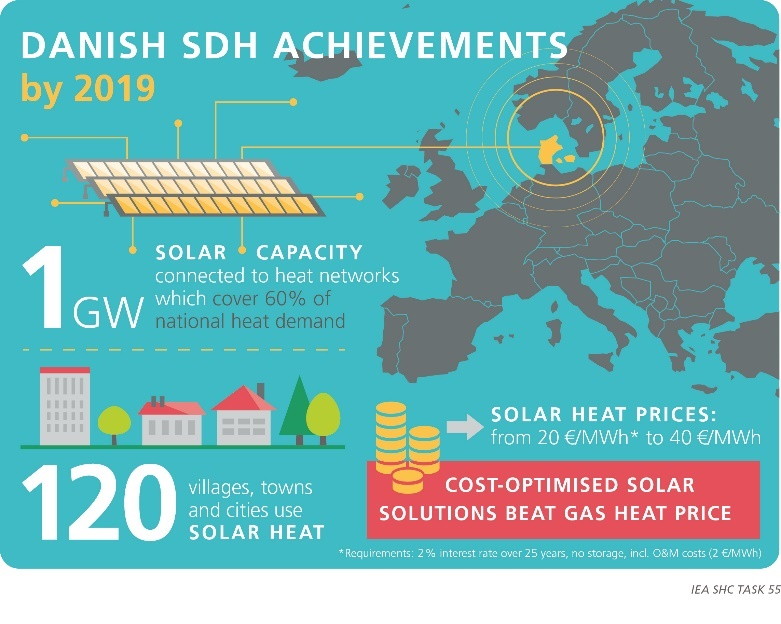 DANISH SDH ACHIEVEMENTS
by 2019
1 GW
SOLAR CAPACITY
connected to heat networks
which cover 60% of
national heat demand
120
villages, towns
and cities use
SOLAR HEAT
SOLAR HEAT PRICES:
from 20 €/MWh* to 40 €/MWh
COST-OPTIMISED SOLAR
SOLUTIONS BEAT GAS HEAT PRICE
*Requirements: 2% interest rate over 25 years, no storage, incl. O&M costs (2 €/MWh)
IEA SHC TASK 55